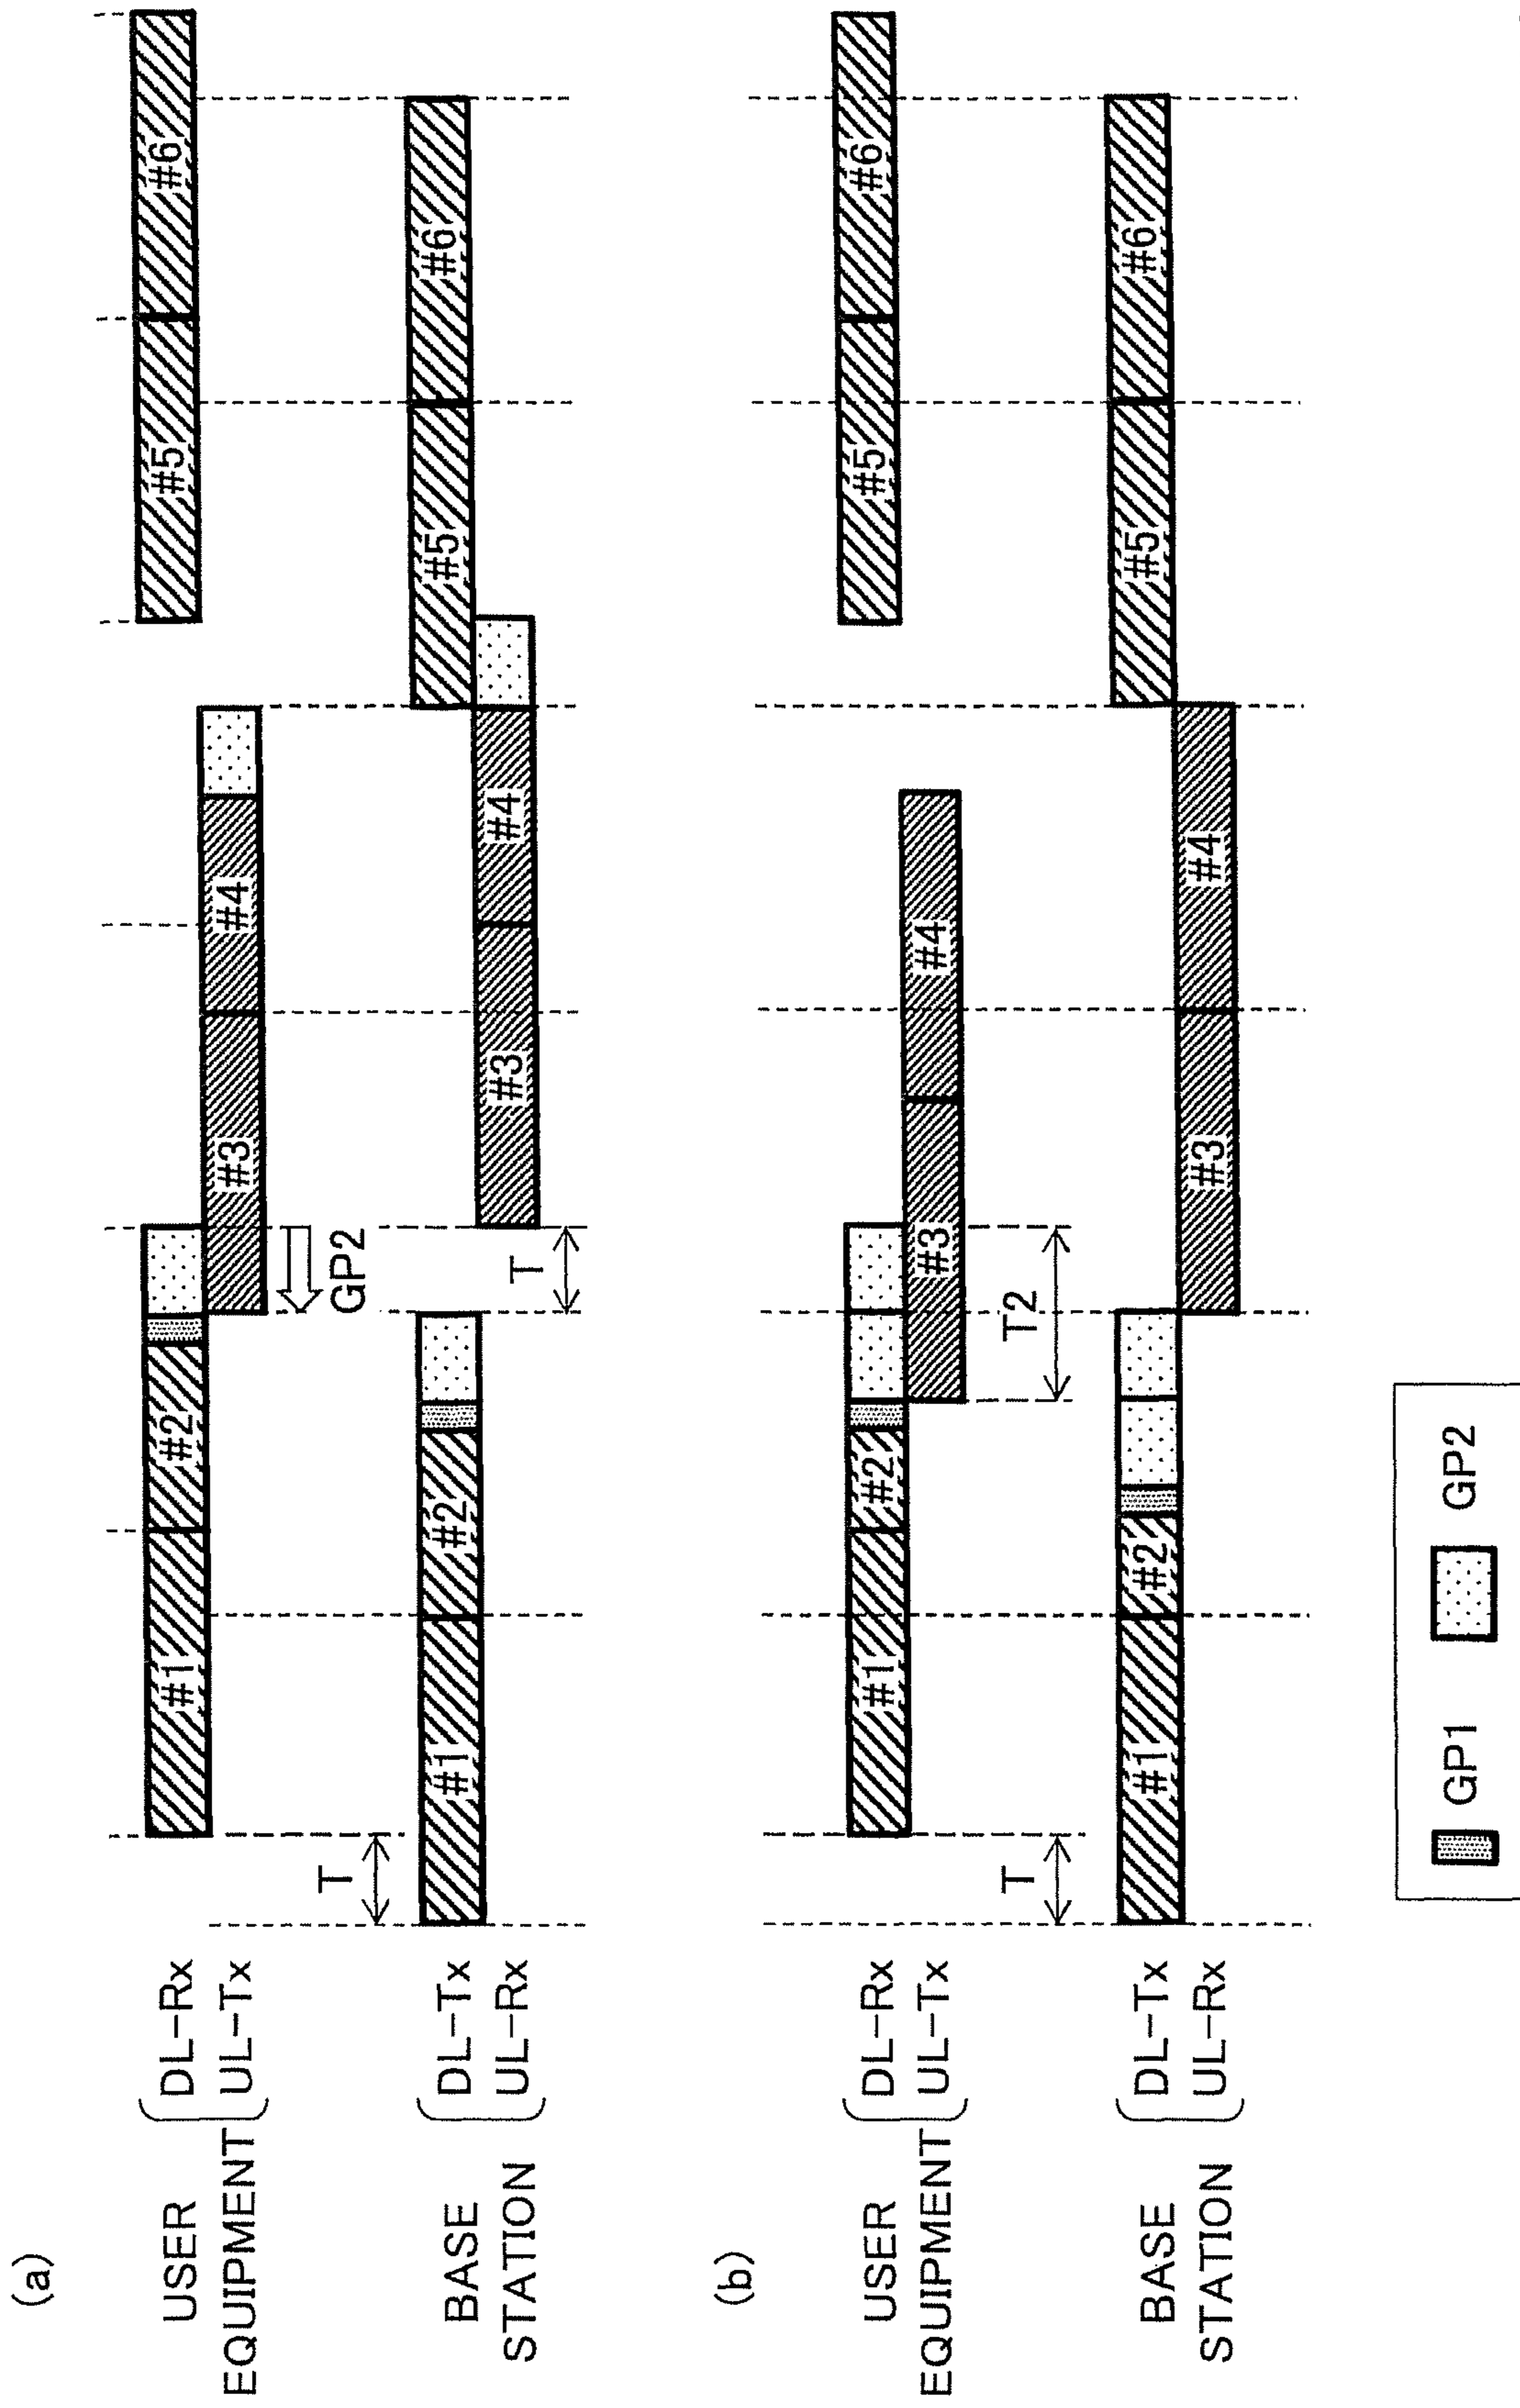 (a)
USER
EQUIPMENT
DL-Rx
#1
#2
#5
#6
UL-Tx
#3
#4
GP2
T
BASE
STATION
DL-Tx
#1
#2
#5
#6
UL-Rx
#3
#4
T
(b)
USER
EQUIPMENT
DL-Rx
#1
#2
#5
#6
UL-Tx
#3
#4
T
T2
BASE
STATION
DL-Tx
#1
#2
#5
#6
UL-Rx
#3
#4
GP1
GP2